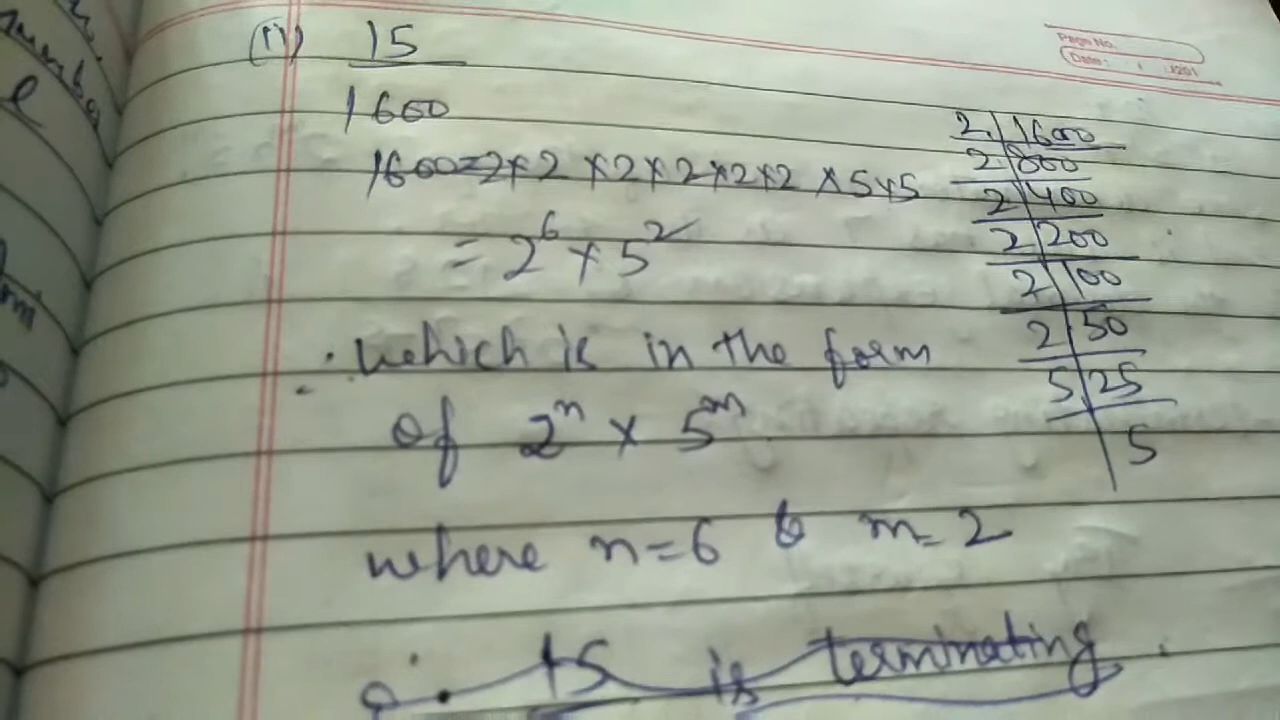 (iv) 15
1600
1600=2×2×2×2×2×2×5×5
= 2^6 × 5^2
∴ which is in the form
of 2^n × 5^m
where n=6 & m=2
15 is terminating.
Page No.
Date:
2 | 1600
2 | 800
2 | 400
2 | 200
2 | 100
2 | 50
5 | 25
5
number